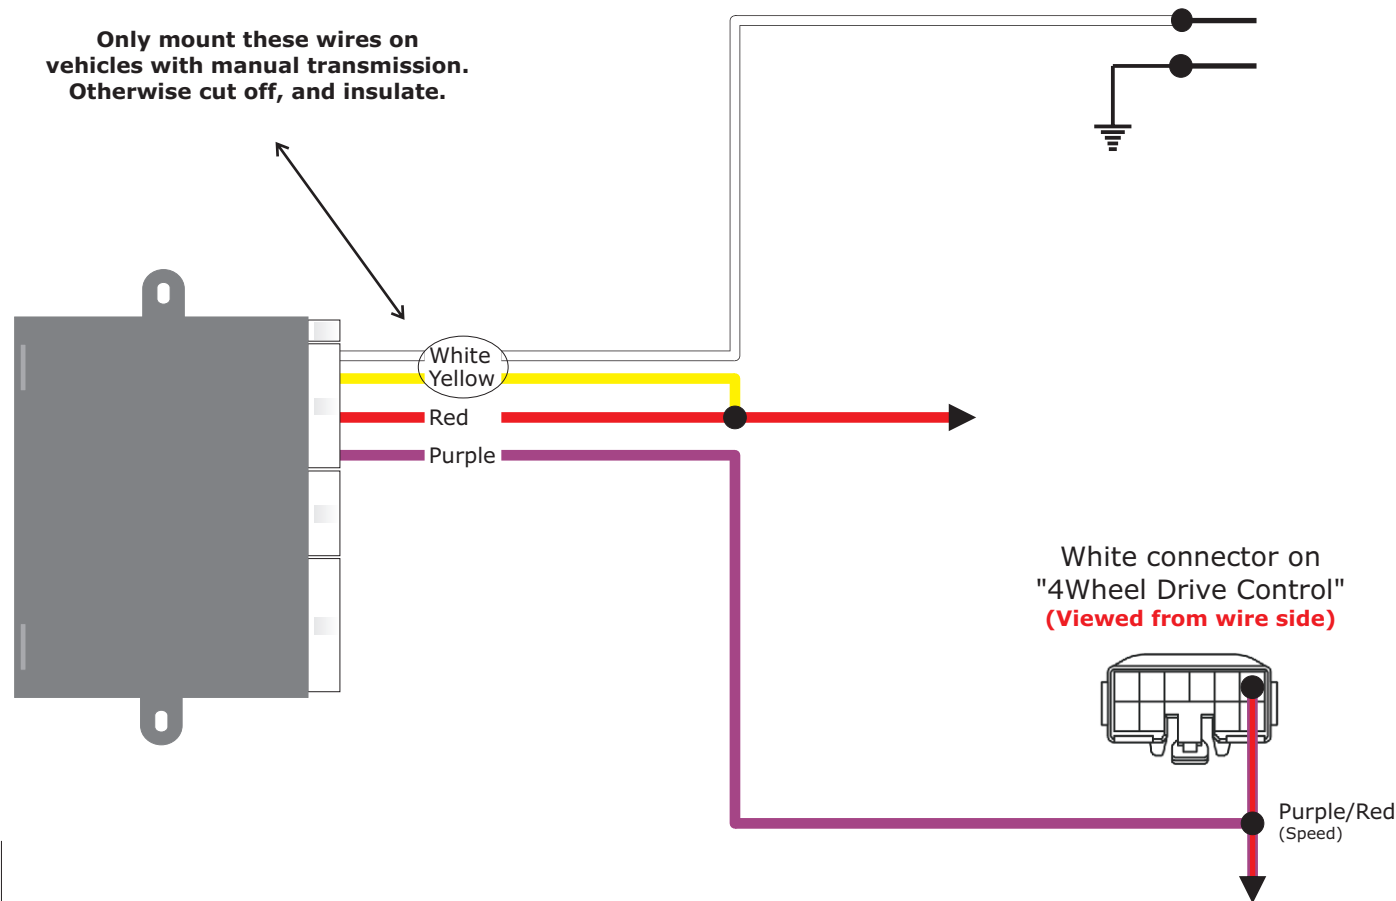 Only mount these wires on
vehicles with manual transmission.
Otherwise cut off, and insulate.
White
Yellow
Red
Purple
White connector on
"4Wheel Drive Control"
(Viewed from wire side)
Purple/Red
(Speed)